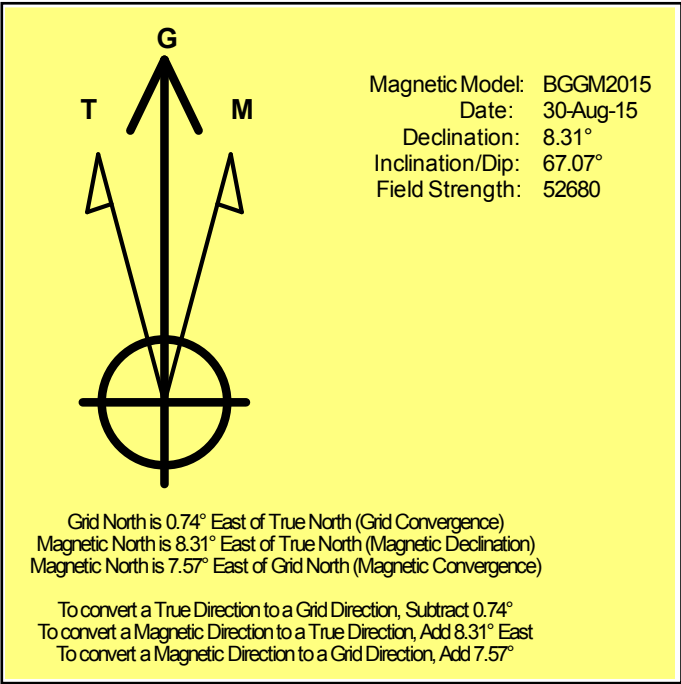 G
T M
Magnetic Model: BGGM2015
Date: 30-Aug-15
Declination: 8.31°
Inclination/Dip: 67.07°
Field Strength: 52680
Grid North is 0.74° East of True North (Grid Convergence)
Magnetic North is 8.31° East of True North (Magnetic Declination)
Magnetic North is 7.57° East of Grid North (Magnetic Convergence)
To convert a True Direction to a Grid Direction, Subtract 0.74°
To convert a Magnetic Direction to a True Direction, Add 8.31° East
To convert a Magnetic Direction to a Grid Direction, Add 7.57°